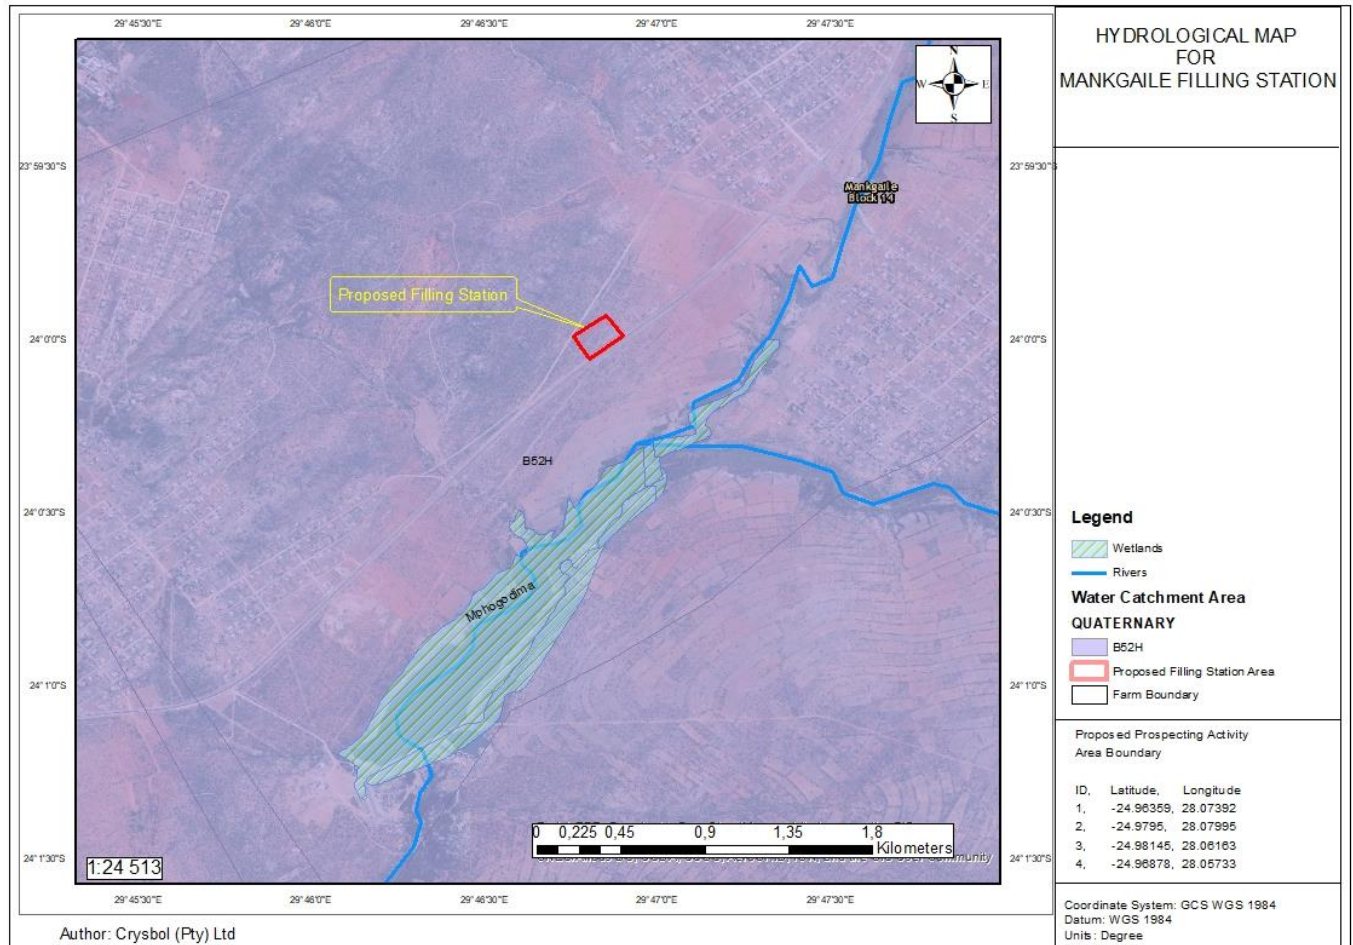 HYDROLOGICAL MAP
FOR
MANKGAILE FILLING STATION
29°45'30"E
29°46'0"E
29°46'30"E
29°47'0"E
29°47'30"E
N
W
E
S
23°59'30"S
23°59'30"S
Mankgaile
Block 14
Proposed Filling Station
24°0'0"S
24°0'0"S
B52H
24°0'30"S
24°0'30"S
Mphogodima
24°1'0"S
24°1'0"S
0 0,225 0,45 0,9 1,35 1,8
Kilometers
1:24 513
24°1'30"S
24°1'30"S
29°45'30"E
29°46'0"E
29°46'30"E
29°47'0"E
29°47'30"E
Author: Crysbol (Pty) Ltd
Legend
Wetlands
Rivers
Water Catchment Area
QUATERNARY
B52H
Proposed Filling Station Area
Farm Boundary
Proposed Prospecting Activity
Area Boundary
ID, Latitude, Longitude
1, -24.96359, 28.07392
2, -24.9795, 28.07995
3, -24.98145, 28.06163
4, -24.96878, 28.05733
Coordinate System: GCS WGS 1984
Datum: WGS 1984
Units: Degree